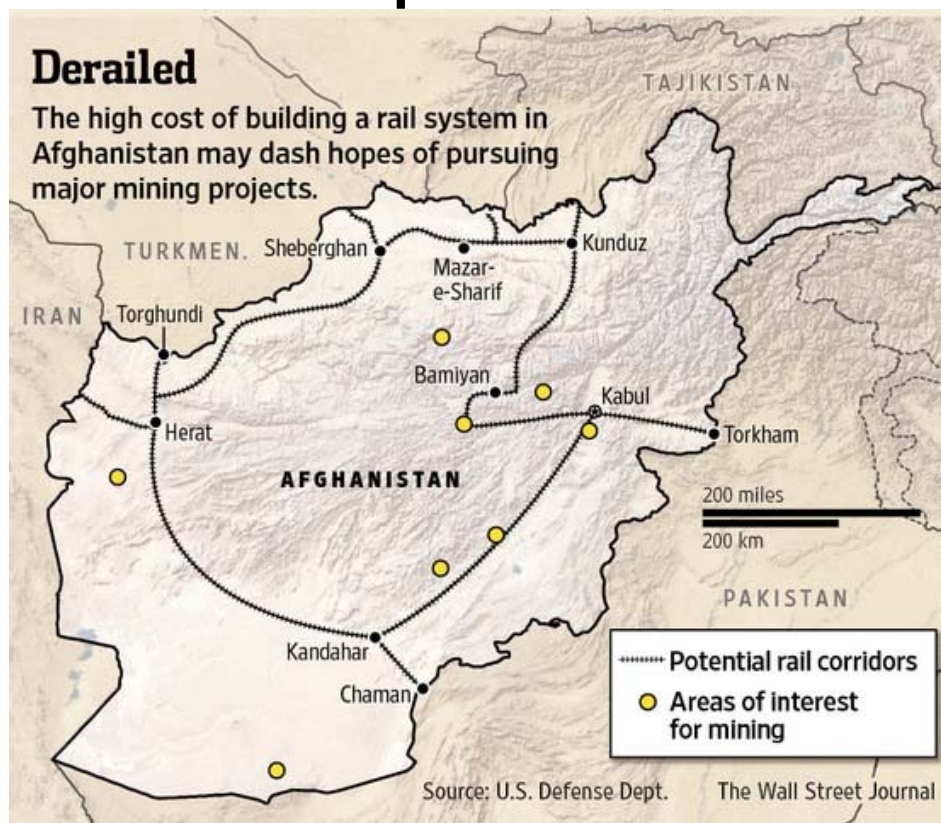 Derailed
The high cost of building a rail system in
Afghanistan may dash hopes of pursuing
major mining projects.
TAJIKISTAN
TURKMEN.
Sheberghan
Mazar-
e-Sharif
Kunduz
IRAN
Torghundi
Bamiyan
Kabul
Herat
Torkham
AFGHANISTAN
200 miles
200 km
PAKISTAN
Kandahar
Chaman
Potential rail corridors
Areas of interest
for mining
Source: U.S. Defense Dept.
The Wall Street Journal